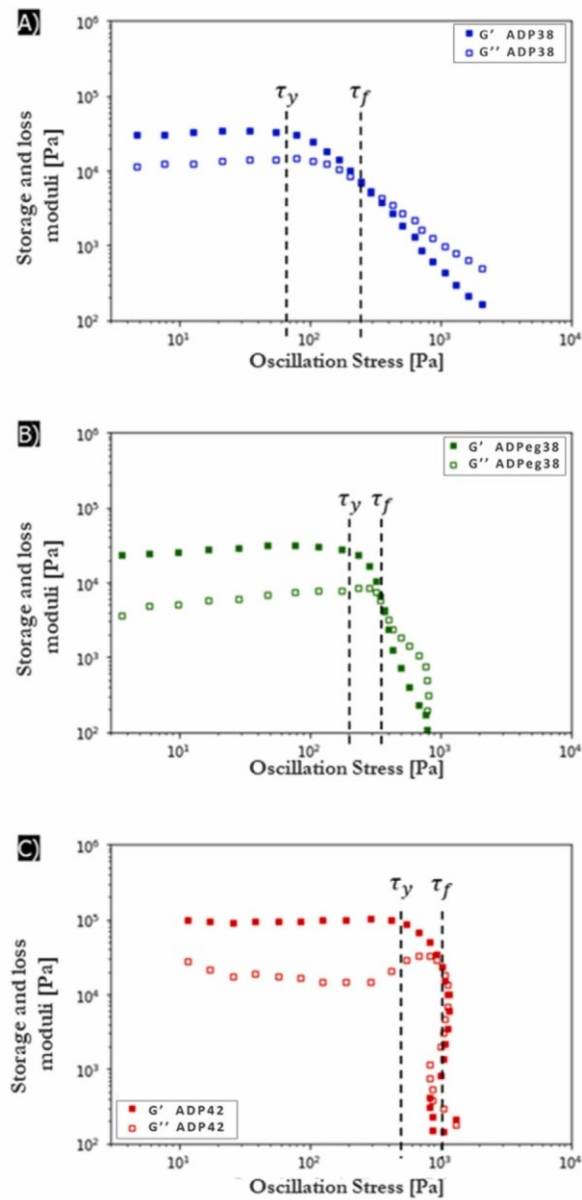 A)
10⁶
G' ADP38
G'' ADP38
10⁵
τy τf
Storage and loss
moduli [Pa]
10⁴
10³
10²
10¹ 10² 10³ 10⁴
Oscillation Stress [Pa]
B)
10⁶
G' ADPeg38
G'' ADPeg38
10⁵
τy τf
Storage and loss
moduli [Pa]
10⁴
10³
10²
10¹ 10² 10³ 10⁴
Oscillation Stress [Pa]
C)
10⁶
τy τf
10⁵
Storage and loss
moduli [Pa]
10⁴
10³
G' ADP42
G'' ADP42
10²
10¹ 10² 10³ 10⁴
Oscillation Stress [Pa]